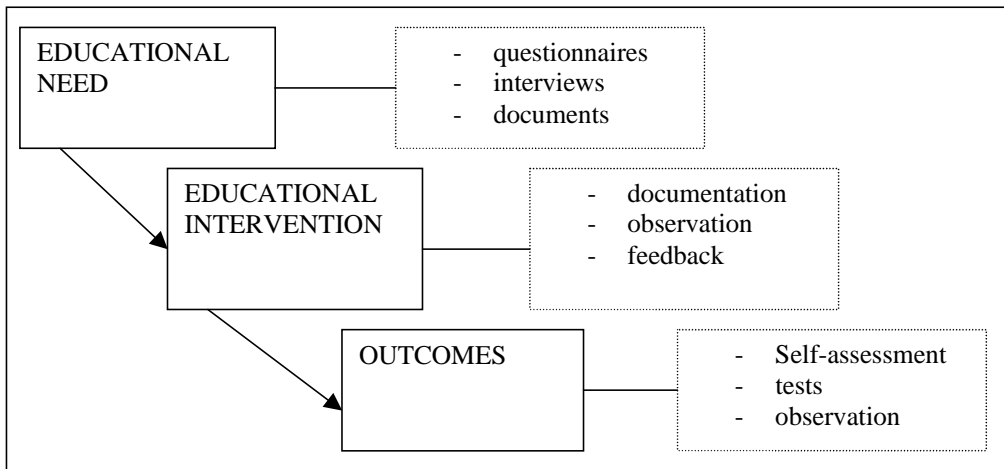 EDUCATIONAL
NEED
- questionnaires
- interviews
- documents
EDUCATIONAL
INTERVENTION
- documentation
- observation
- feedback
OUTCOMES
- Self-assessment
- tests
- observation